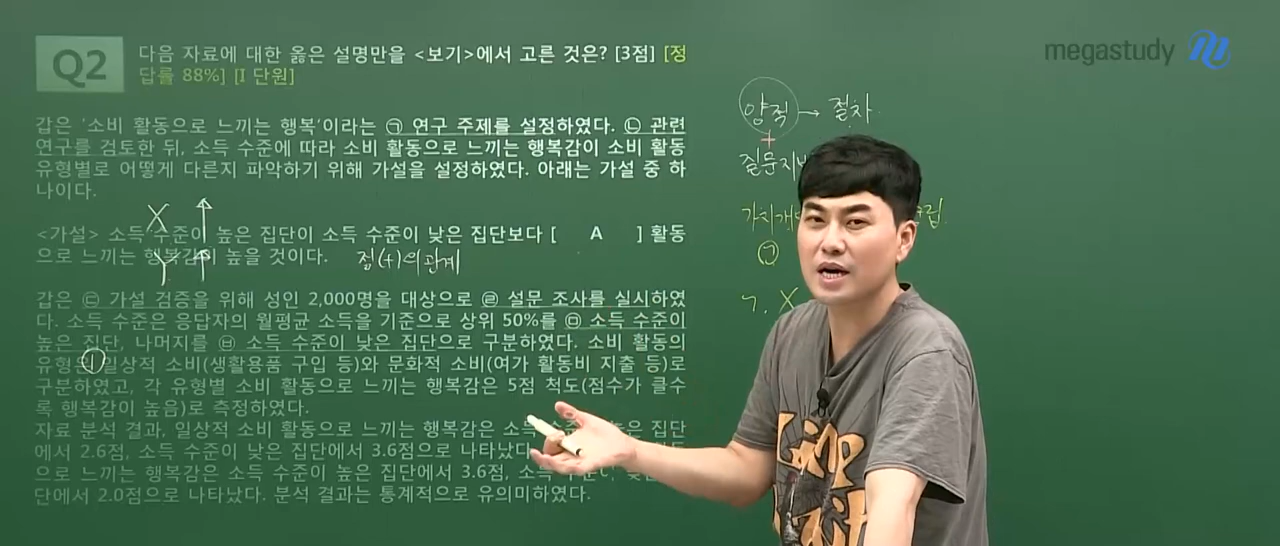 Q2
다음 자료에 대한 옳은 설명만을 <보기>에서 고른 것은? [3점] [정
답률 88%] [Ⅰ 단원]
megastudy
갑은 '소비 활동으로 느끼는 행복'이라는 ㉠ 연구 주제를 설정하였다. ㉡ 관련
연구를 검토한 뒤, 소득 수준에 따라 소비 활동으로 느끼는 행복감이 소비 활동
유형별로 어떻게 다른지 파악하기 위해 가설을 설정하였다. 아래는 가설 중 하
나이다.
X ↑
<가설> 소득 수준이 높은 집단이 소득 수준이 낮은 집단보다 [ A ] 활동
으로 느끼는 행복감이 높을 것이다.
Y ↑
정(+)의 관계
갑은 ㉢ 가설 검증을 위해 성인 2,000명을 대상으로 ㉣ 설문 조사를 실시하였
다. 소득 수준은 응답자의 월평균 소득을 기준으로 상위 50%를 ㉤ 소득 수준이
높은 집단, 나머지를 ㉥ 소득 수준이 낮은 집단으로 구분하였다. 소비 활동의
유형은 일상적 소비(생활용품 구입 등)와 문화적 소비(여가 활동비 지출 등)로
구분하였고, 각 유형별 소비 활동으로 느끼는 행복감은 5점 척도(점수가 클수
록 행복감이 높음)로 측정하였다.
자료 분석 결과, 일상적 소비 활동으로 느끼는 행복감은 소득 높은 집단
에서 2.6점, 소득 수준이 낮은 집단에서 3.6점으로 나타났다
으로 느끼는 행복감은 소득 수준이 높은 집단에서 3.6점, 소득
단에서 2.0점으로 나타났다. 분석 결과는 통계적으로 유의미하였다.
양적 → 절차
+
질문지
㉠
ㄱ. X